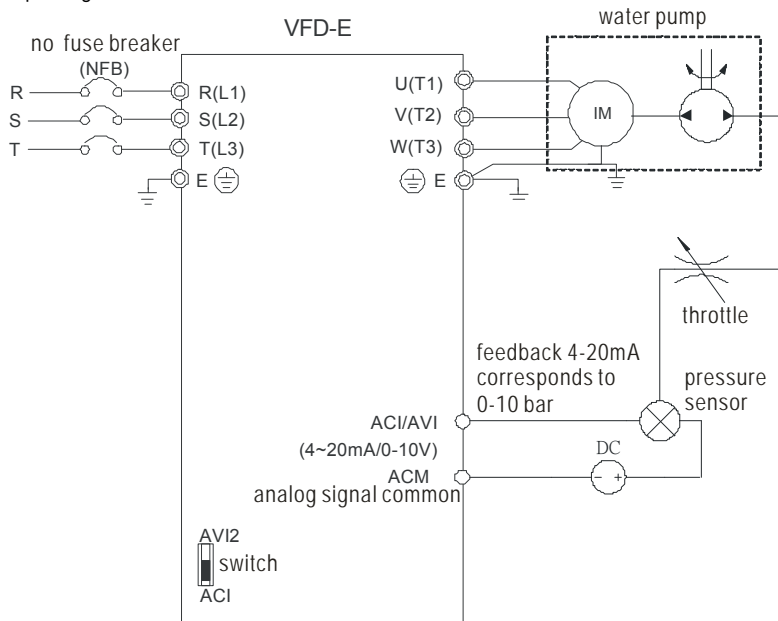 water pump
VFD-E
no fuse breaker
(NFB)
R
R(L1)
U(T1)
S
S(L2)
V(T2)
IM
T
T(L3)
W(T3)
E
E
throttle
feedback 4-20mA
corresponds to
0-10 bar
pressure
sensor
ACI/AVI
(4~20mA/0-10V)
DC
- +
ACM
analog signal common
AVI2
switch
ACI